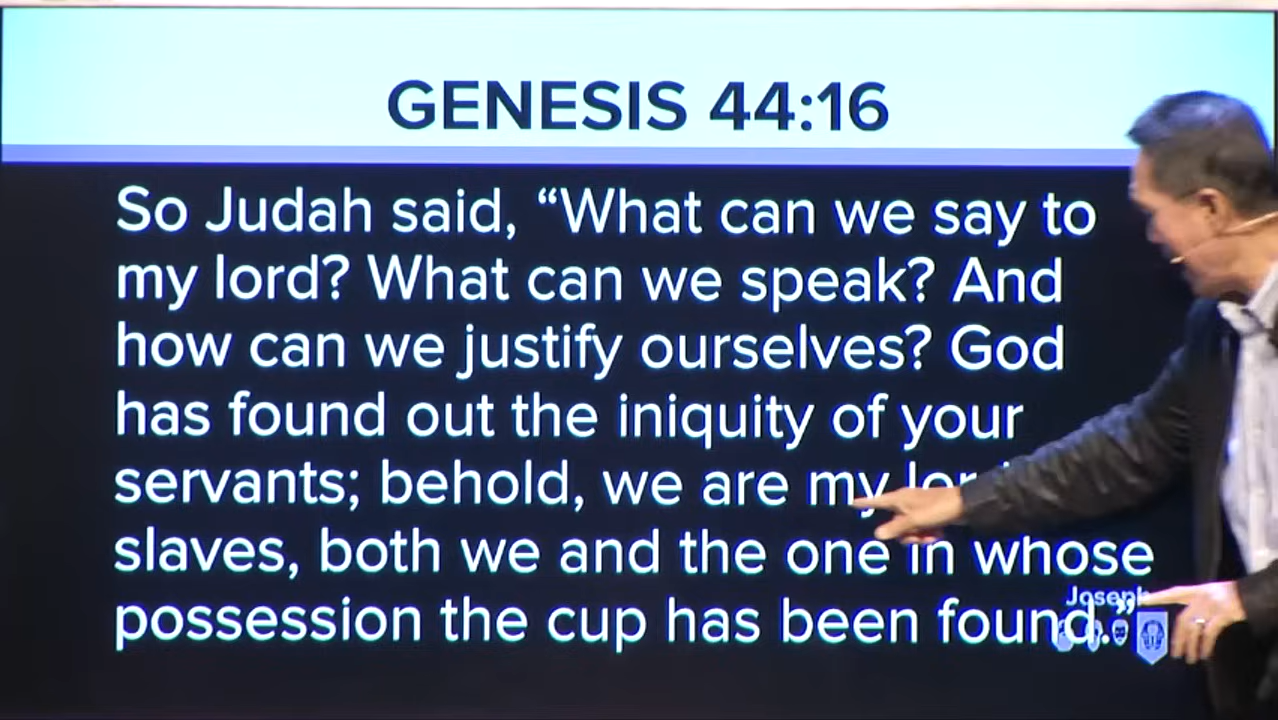 GENESIS 44:16
So Judah said, “What can we say to
my lord? What can we speak? And
how can we justify ourselves? God
has found out the iniquity of your
servants; behold, we are my
slaves, both we and the one in whose
possession the cup has been found.”
Joseph